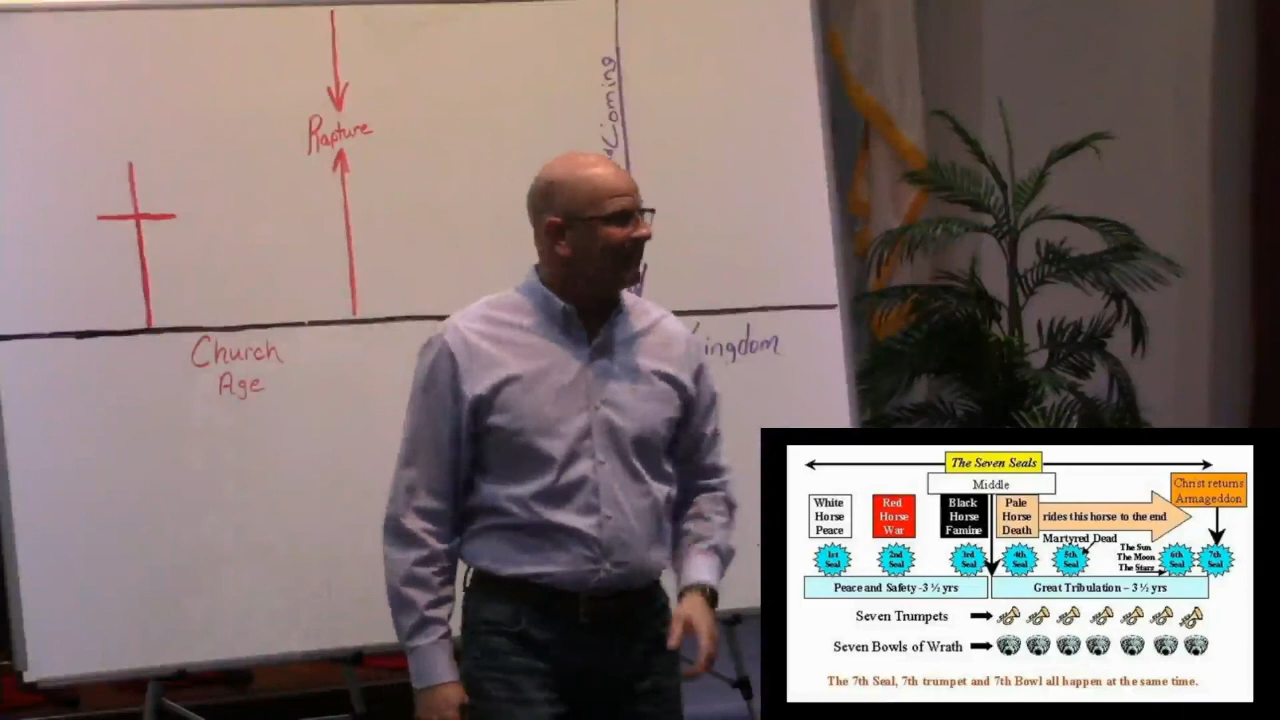 Rapture
Coming
Church
Age
ingdom
The Seven Seals
Middle
Christ returns
Armageddon
White
Horse
Peace
Red
Horse
War
Black
Horse
Famine
Pale
Horse
Death
rides this horse to the end
Martyred Dead
The Sun
The Moon
The Stars
1st
Seal
2nd
Seal
3rd
Seal
4th
Seal
5th
Seal
6th
Seal
7th
Seal
Peace and Safety -3 ½ yrs
Great Tribulation – 3 ½ yrs
Seven Trumpets
Seven Bowls of Wrath
The 7th Seal, 7th trumpet and 7th Bowl all happen at the same time.